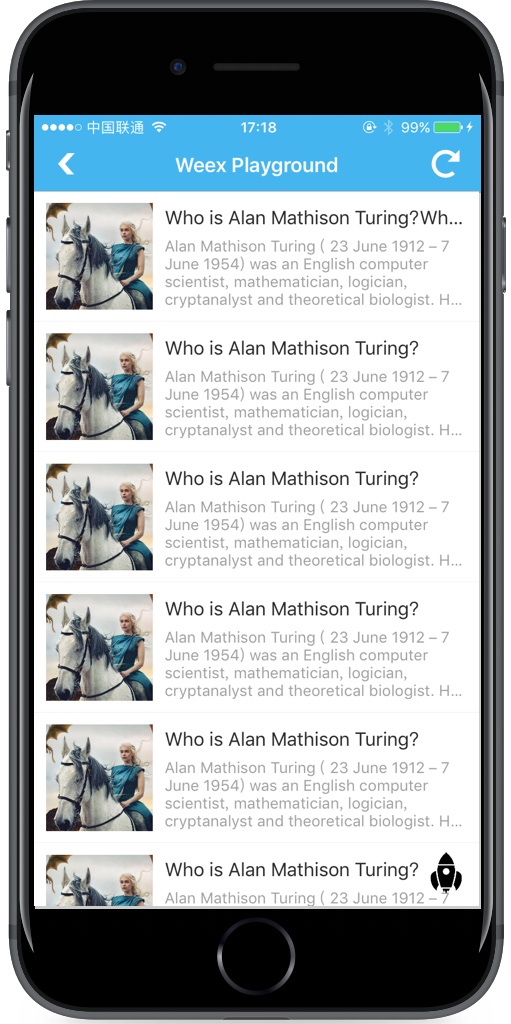 中国联通 17:18 99%
Weex Playground
Who is Alan Mathison Turing?Wh...
Alan Mathison Turing ( 23 June 1912 – 7
June 1954) was an English computer
scientist, mathematician, logician,
cryptanalyst and theoretical biologist. H...
Who is Alan Mathison Turing?
Alan Mathison Turing ( 23 June 1912 – 7
June 1954) was an English computer
scientist, mathematician, logician,
cryptanalyst and theoretical biologist. H...
Who is Alan Mathison Turing?
Alan Mathison Turing ( 23 June 1912 – 7
June 1954) was an English computer
scientist, mathematician, logician,
cryptanalyst and theoretical biologist. H...
Who is Alan Mathison Turing?
Alan Mathison Turing ( 23 June 1912 – 7
June 1954) was an English computer
scientist, mathematician, logician,
cryptanalyst and theoretical biologist. H...
Who is Alan Mathison Turing?
Alan Mathison Turing ( 23 June 1912 – 7
June 1954) was an English computer
scientist, mathematician, logician,
cryptanalyst and theoretical biologist. H...
Who is Alan Mathison Turing?
Alan Mathison Turing ( 23 June 1912 – 7